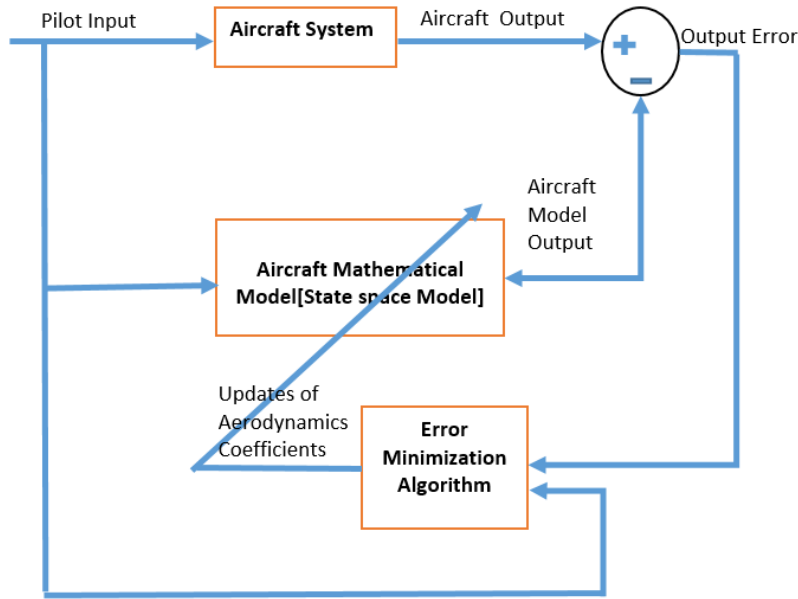 Pilot Input
Aircraft System
Aircraft Output
+
−
Output Error
Aircraft
Model
Output
Aircraft Mathematical
Model[State space Model]
Updates of
Aerodynamics
Coefficients
Error
Minimization
Algorithm